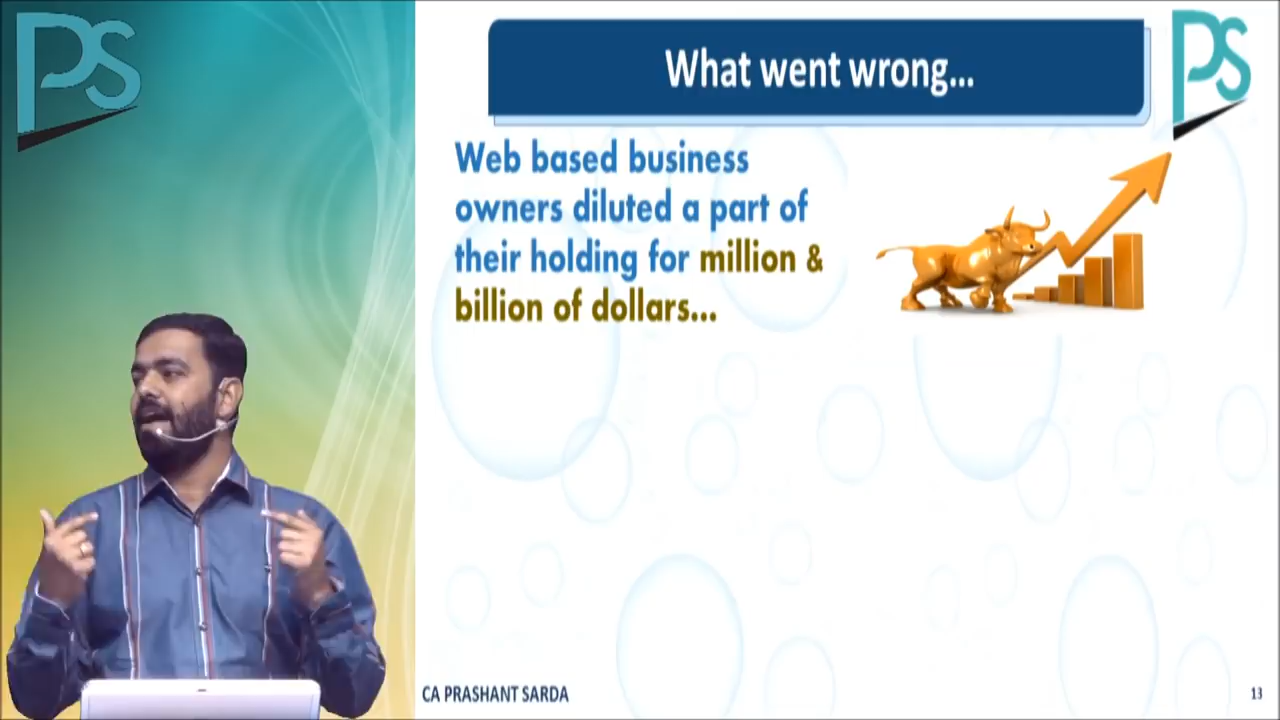 PS
What went wrong...
PS
Web based business
owners diluted a part of
their holding for million &
billion of dollars...
CA PRASHANT SARDA
13